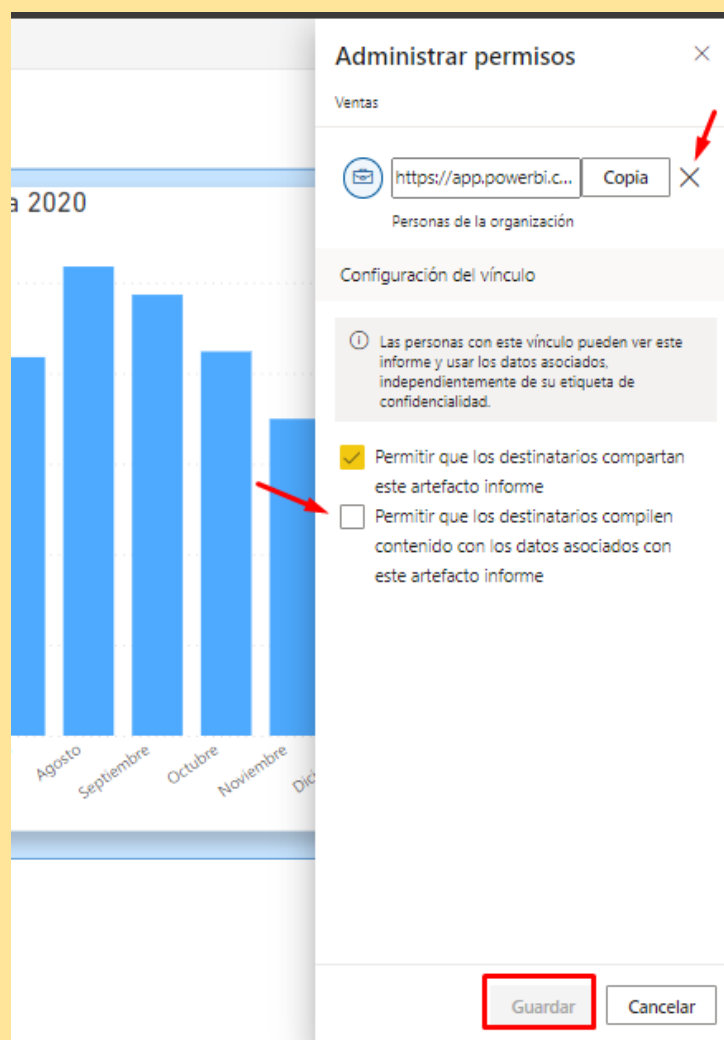 Administrar permisos
Ventas
https://app.powerbi.c...
Copia
Personas de la organización
Configuración del vínculo
Las personas con este vínculo pueden ver este
informe y usar los datos asociados,
independientemente de su etiqueta de
confidencialidad.
Permitir que los destinatarios compartan
este artefacto informe
Permitir que los destinatarios compilen
contenido con los datos asociados con
este artefacto informe
a 2020
Agosto
Septiembre
Octubre
Noviembre
Dic
Guardar
Cancelar